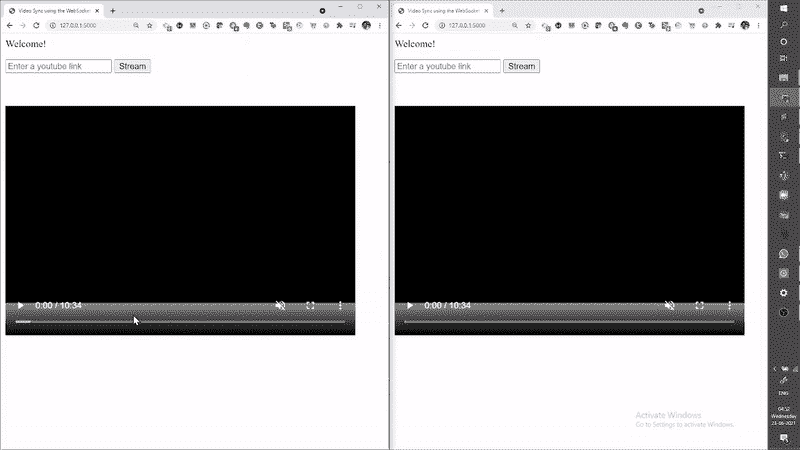 Video Sync using the WebSocke
127.0.0.1:5000
Welcome!
Enter a youtube link
Stream
0:00 / 10:34
Video Sync using the WebSocke
127.0.0.1:5000
Welcome!
Enter a youtube link
Stream
0:00 / 10:34
Activate Windows
Go to Settings to activate Windows.
ENG
04:52
Wednesday
23-06-2021